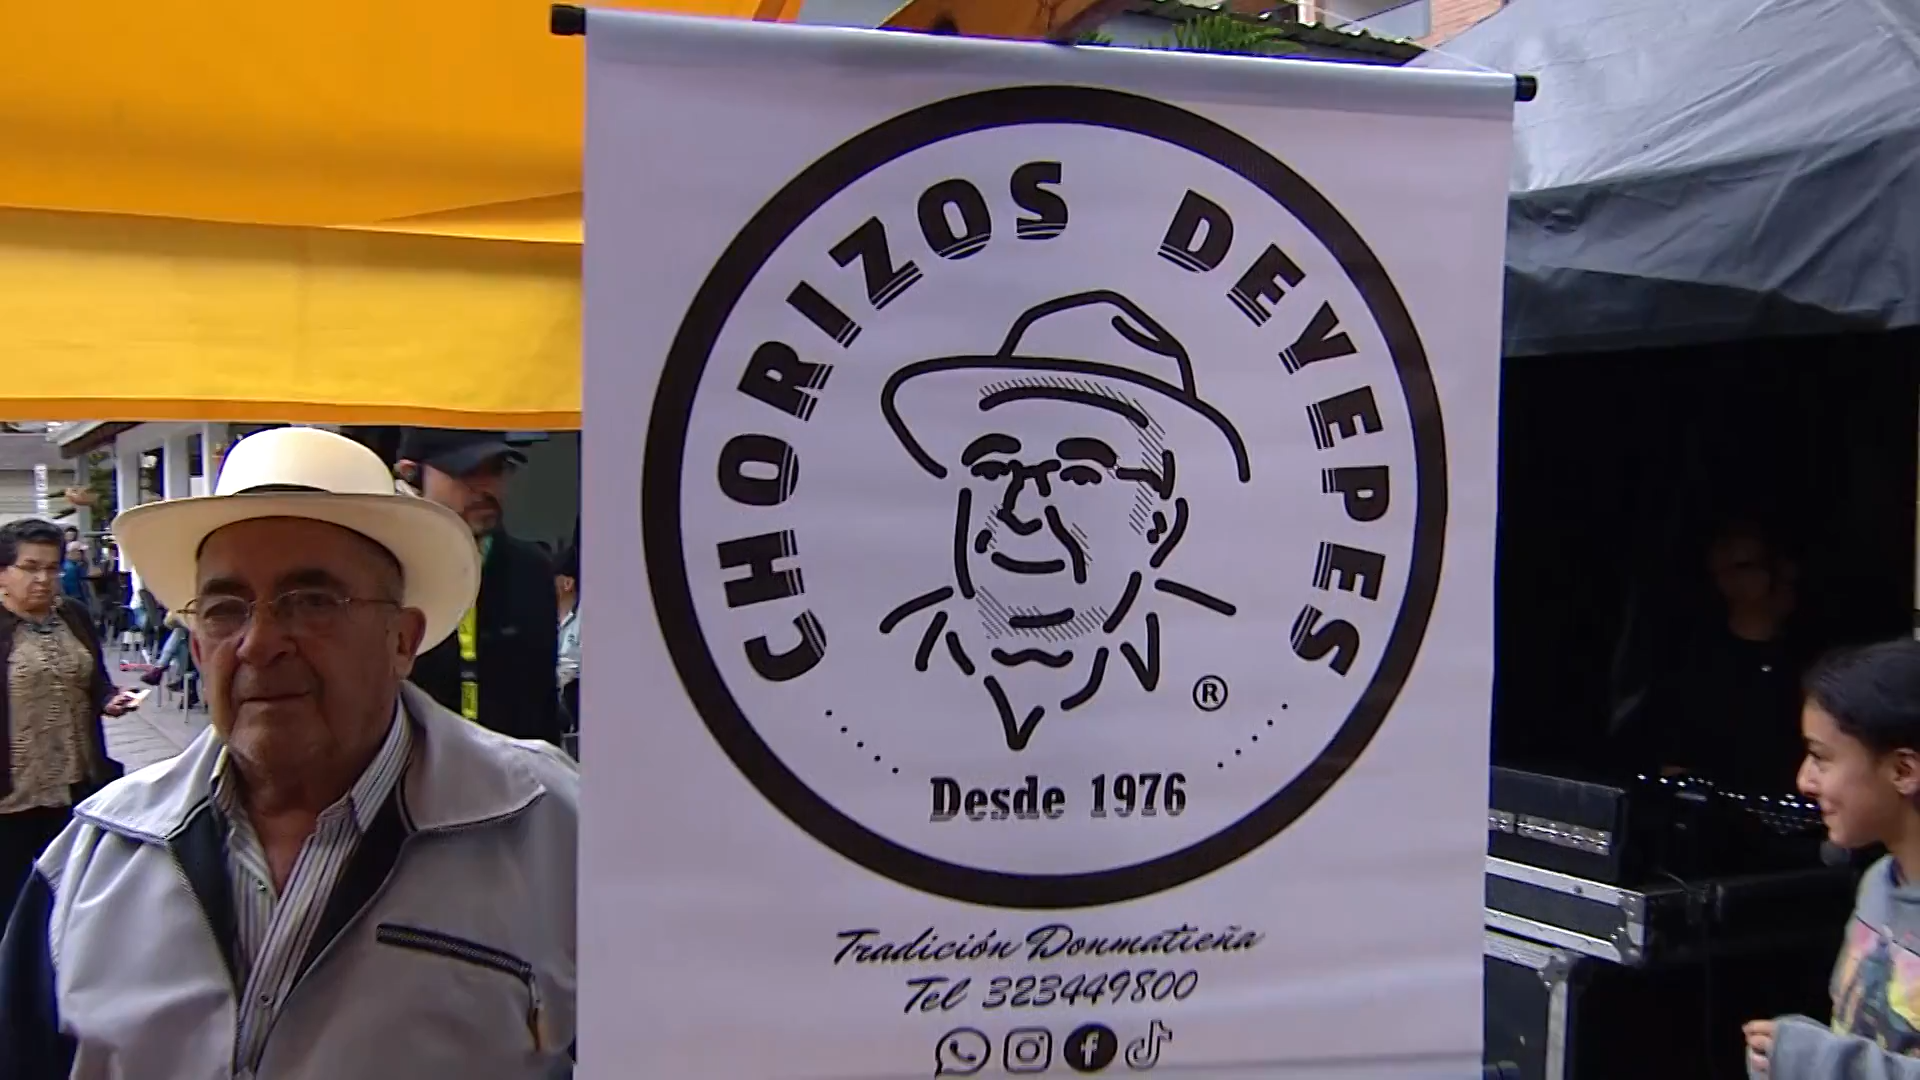 CHORIZOS DEVEPES
®
Desde 1976
Tradición Donmatieña
Tel 323449800